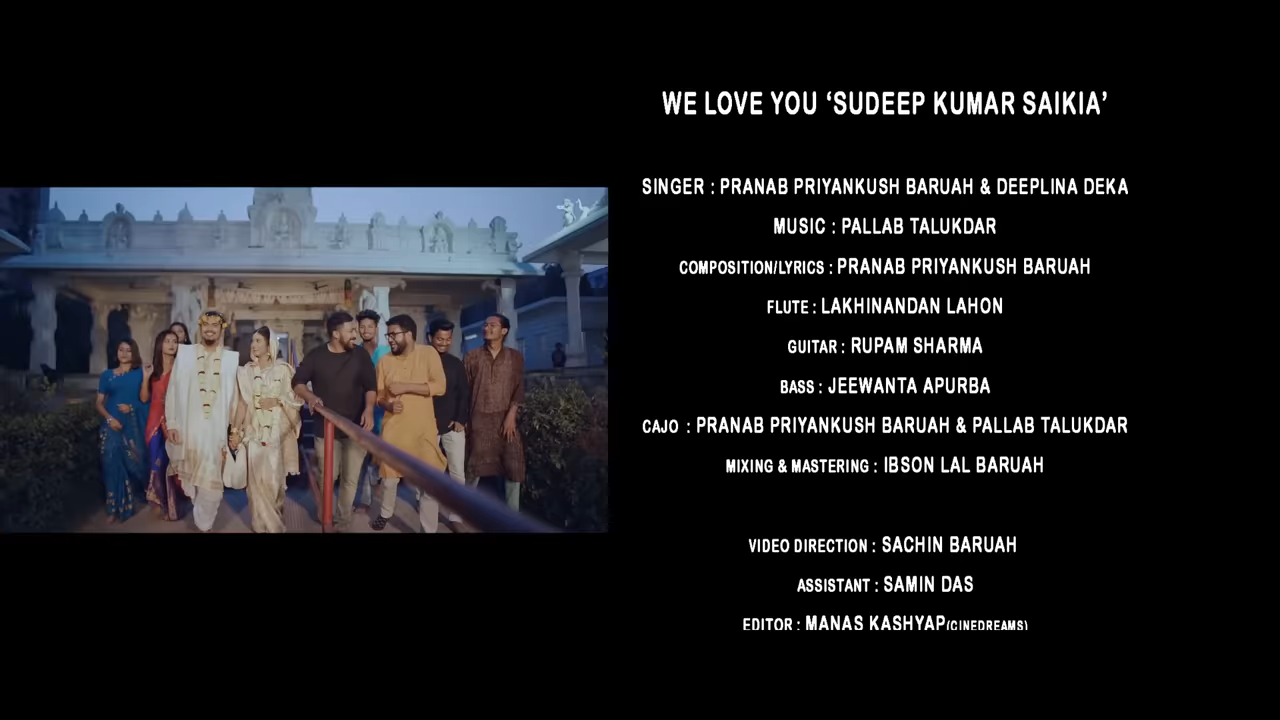 WE LOVE YOU ‘SUDEEP KUMAR SAIKIA’
SINGER : PRANAB PRIYANKUSH BARUAH & DEEPLINA DEKA
MUSIC : PALLAB TALUKDAR
COMPOSITION/LYRICS : PRANAB PRIYANKUSH BARUAH
FLUTE : LAKHINANDAN LAHON
GUITAR : RUPAM SHARMA
BASS : JEEWANTA APURBA
CAJO : PRANAB PRIYANKUSH BARUAH & PALLAB TALUKDAR
MIXING & MASTERING : IBSON LAL BARUAH
VIDEO DIRECTION : SACHIN BARUAH
ASSISTANT : SAMIN DAS
EDITOR : MANAS KASHYAP(CINEDREAMS)